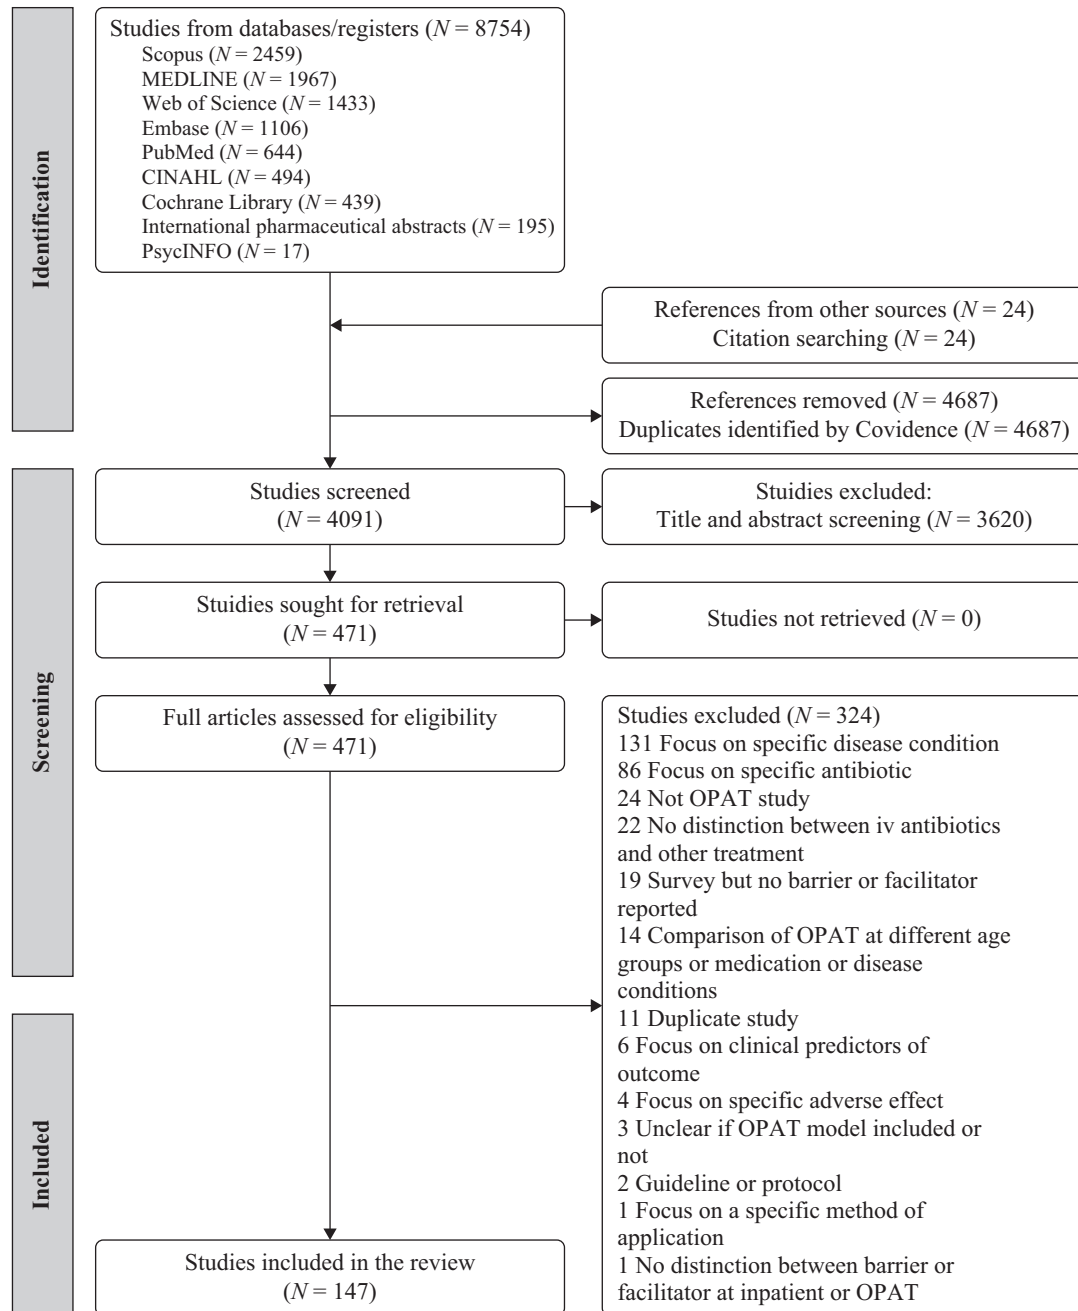 Identification
Studies from databases/registers (N = 8754)
Scopus (N = 2459)
MEDLINE (N = 1967)
Web of Science (N = 1433)
Embase (N = 1106)
PubMed (N = 644)
CINAHL (N = 494)
Cochrane Library (N = 439)
International pharmaceutical abstracts (N = 195)
PsycINFO (N = 17)
References from other sources (N = 24)
Citation searching (N = 24)
References removed (N = 4687)
Duplicates identified by Covidence (N = 4687)
Screening
Studies screened
(N = 4091)
Stuidies excluded:
Title and abstract screening (N = 3620)
Stuidies sought for retrieval
(N = 471)
Studies not retrieved (N = 0)
Full articles assessed for eligibility
(N = 471)
Studies excluded (N = 324)
131 Focus on specific disease condition
86 Focus on specific antibiotic
24 Not OPAT study
22 No distinction between iv antibiotics
and other treatment
19 Survey but no barrier or facilitator
reported
14 Comparison of OPAT at different age
groups or medication or disease
conditions
11 Duplicate study
6 Focus on clinical predictors of
outcome
4 Focus on specific adverse effect
3 Unclear if OPAT model included or
not
2 Guideline or protocol
1 Focus on a specific method of
application
1 No distinction between barrier or
facilitator at inpatient or OPAT
Included
Studies included in the review
(N = 147)